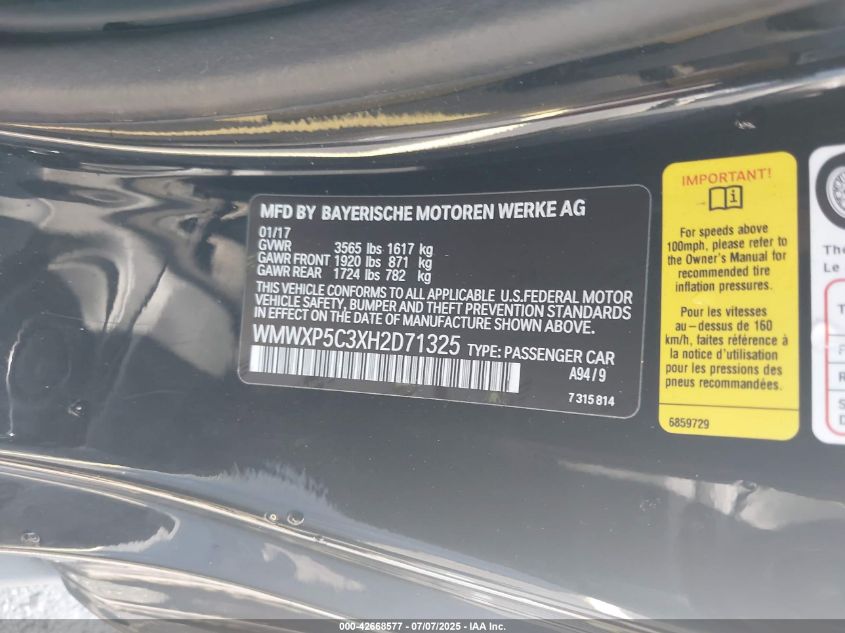 MFD BY BAYERISCHE MOTOREN WERKE AG
01/17
GVWR 3565 lbs 1617 kg
GAWR FRONT 1920 lbs 871 kg
GAWR REAR 1724 lbs 782 kg
THIS VEHICLE CONFORMS TO ALL APPLICABLE U.S.FEDERAL MOTOR
VEHICLE SAFETY, BUMPER AND THEFT PREVENTION STANDARDS
IN EFFECT ON THE DATE OF MANUFACTURE SHOWN ABOVE.
WMWXP5C3XH2D71325 TYPE: PASSENGER CAR
A94/9
7 315 814
IMPORTANT!
For speeds above
100mph, please refer to
the Owner's Manual for
recommended tire
inflation pressures.
Pour les vitesses
au-dessus de 160
km/h, faites référence à
la notice d'utilisation
pour les pressions des
pneus recommandées.
6859729
The
Le
T
F
R
S
D
000-42668577 - 07/07/2025 - IAA Inc.